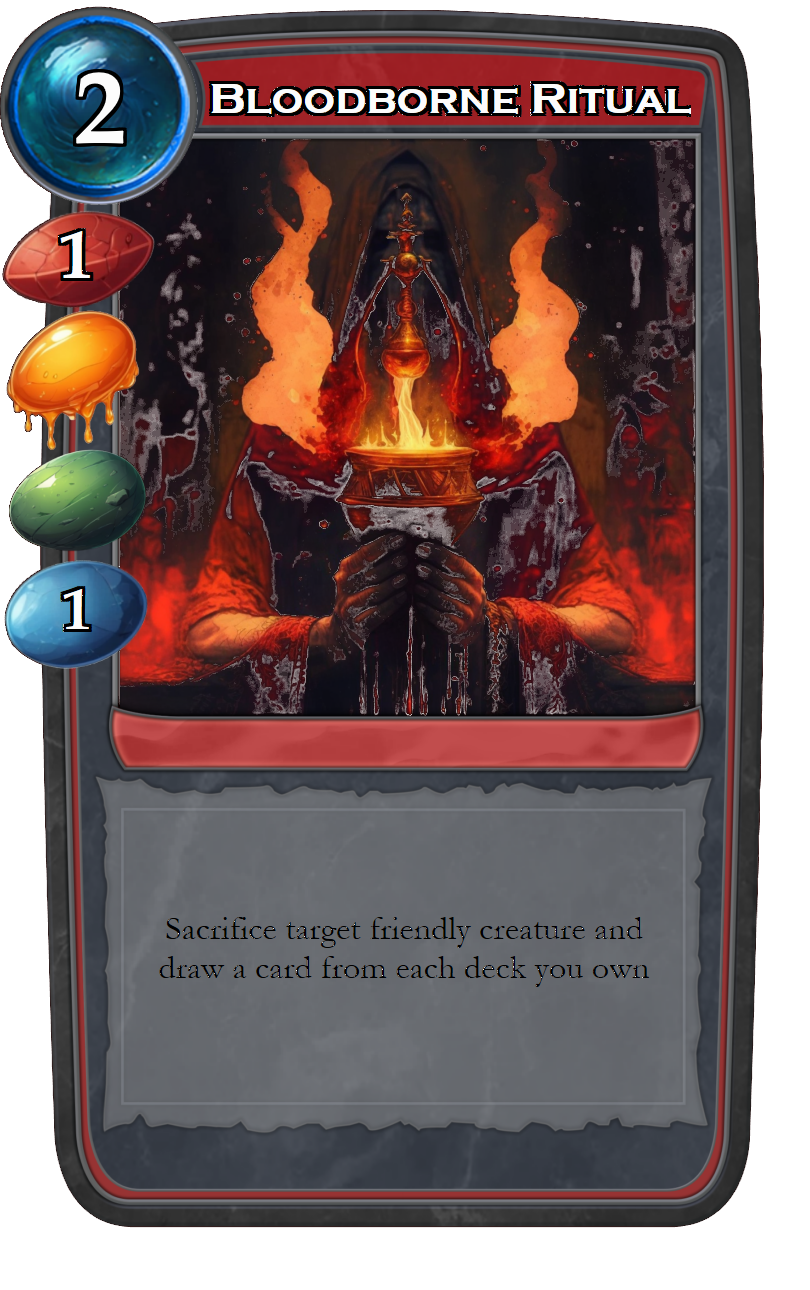 2
BLOODBORNE RITUAL
1
1
Sacrifice target friendly creature and
draw a card from each deck you own